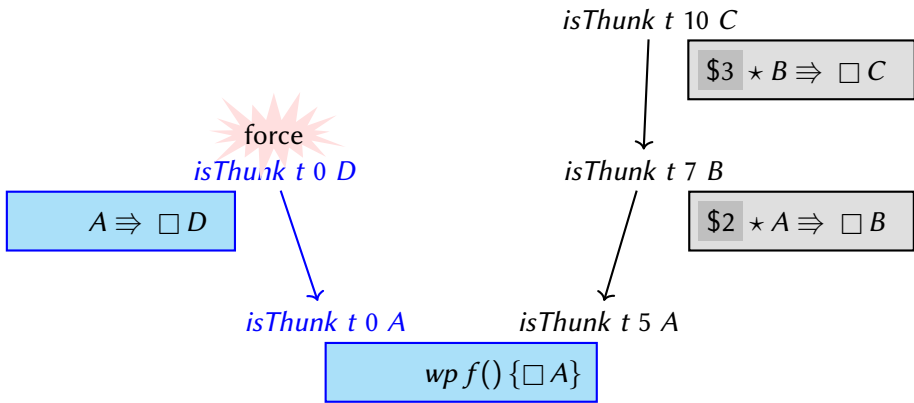 isThunk t 10 C
$3 ⋆ B ⇛ □ C
force
isThunk t 0 D
isThunk t 7 B
A ⇛ □ D
$2 ⋆ A ⇛ □ B
isThunk t 0 A
isThunk t 5 A
wp f() {□ A}